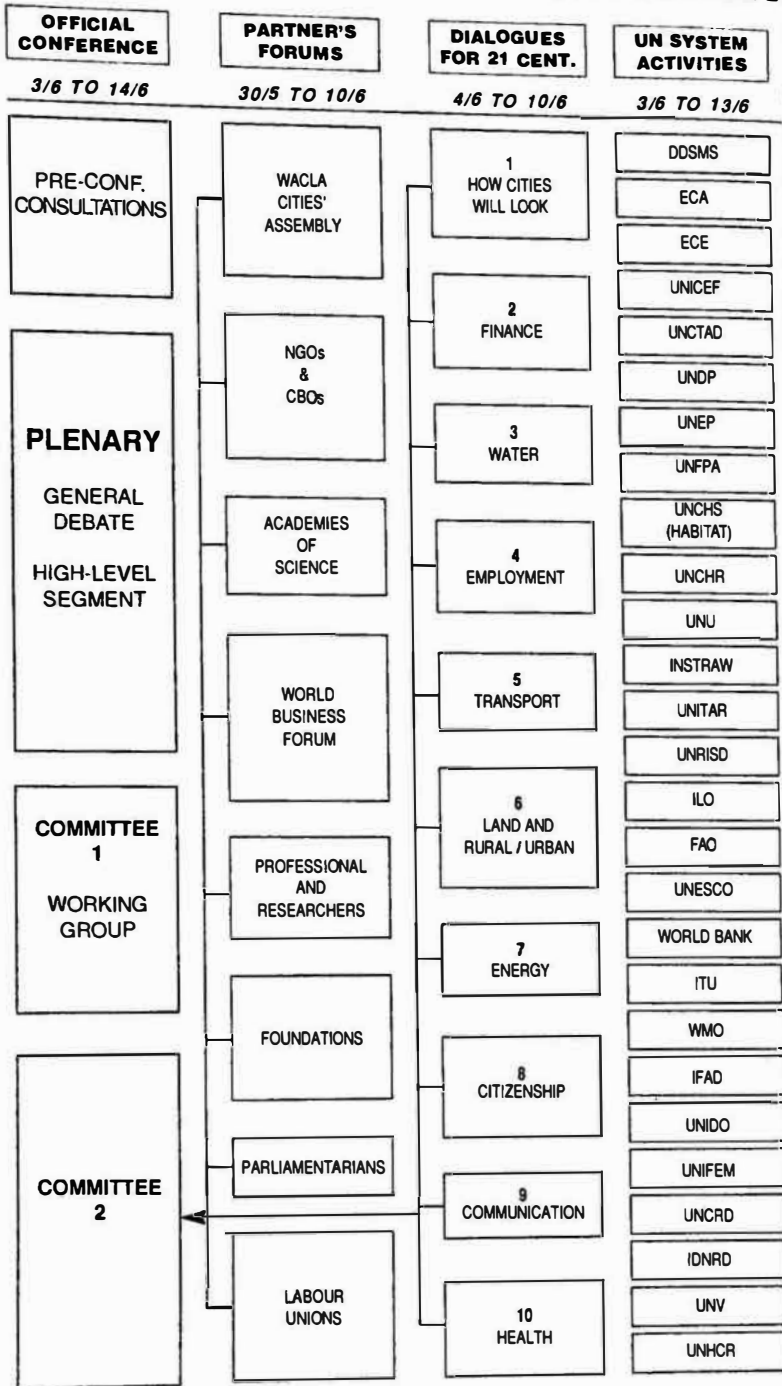 OFFICIAL
CONFERENCE
3/6 TO 14/6
PRE-CONF.
CONSULTATIONS
PLENARY
GENERAL
DEBATE
HIGH-LEVEL
SEGMENT
COMMITTEE
1
WORKING
GROUP
COMMITTEE
2
PARTNER'S
FORUMS
30/5 TO 10/6
WACLA
CITIES'
ASSEMBLY
NGOs
&
CBOs
ACADEMIES
OF
SCIENCE
WORLD
BUSINESS
FORUM
PROFESSIONAL
AND
RESEARCHERS
FOUNDATIONS
PARLIAMENTARIANS
LABOUR
UNIONS
DIALOGUES
FOR 21 CENT.
4/6 TO 10/6
1
HOW CITIES
WILL LOOK
2
FINANCE
3
WATER
4
EMPLOYMENT
5
TRANSPORT
6
LAND AND
RURAL / URBAN
7
ENERGY
8
CITIZENSHIP
9
COMMUNICATION
10
HEALTH
UN SYSTEM
ACTIVITIES
3/6 TO 13/6
DDSMS
ECA
ECE
UNICEF
UNCTAD
UNDP
UNEP
UNFPA
UNCHS
(HABITAT)
UNCHR
UNU
INSTRAW
UNITAR
UNRISD
ILO
FAO
UNESCO
WORLD BANK
ITU
WMO
IFAD
UNIDO
UNIFEM
UNCRD
IDNRD
UNV
UNHCR